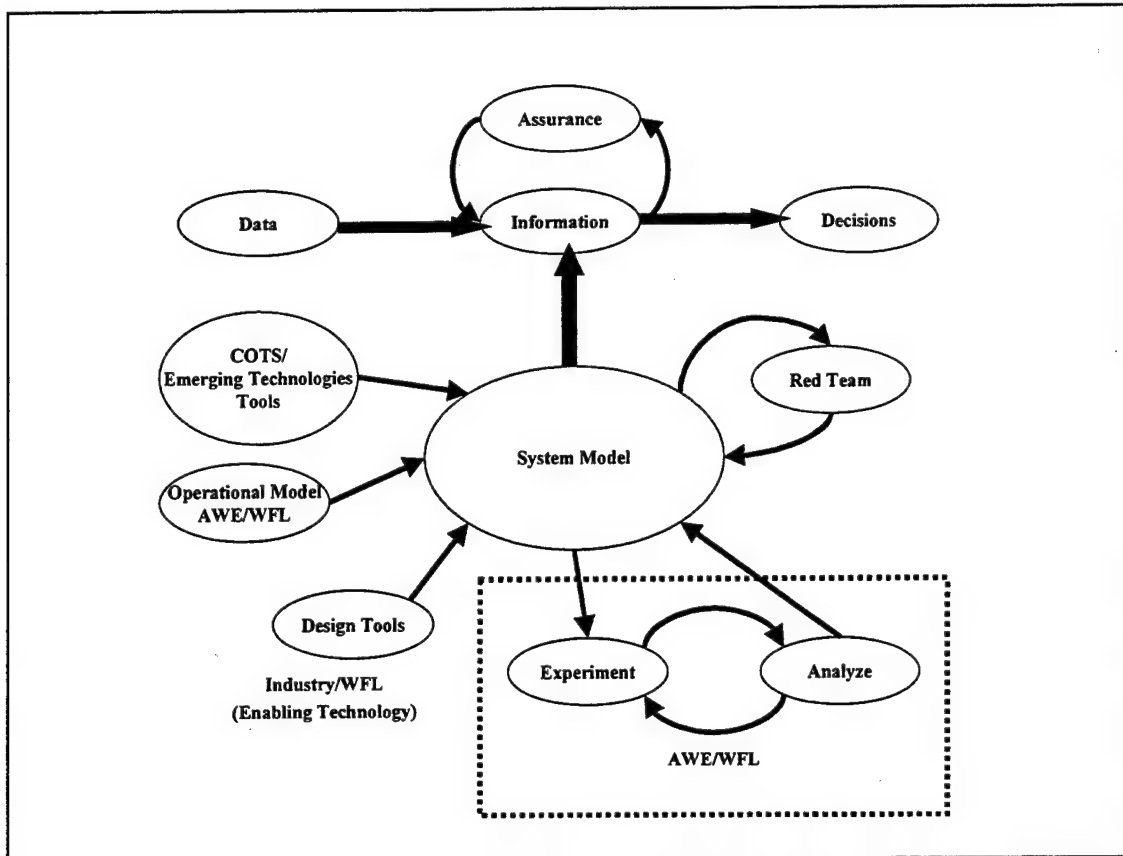 Assurance
Data
Information
Decisions
COTS/
Emerging Technologies
Tools
Red Team
System Model
Operational Model
AWE/WFL
Design Tools
Industry/WFL
(Enabling Technology)
Experiment
Analyze
AWE/WFL